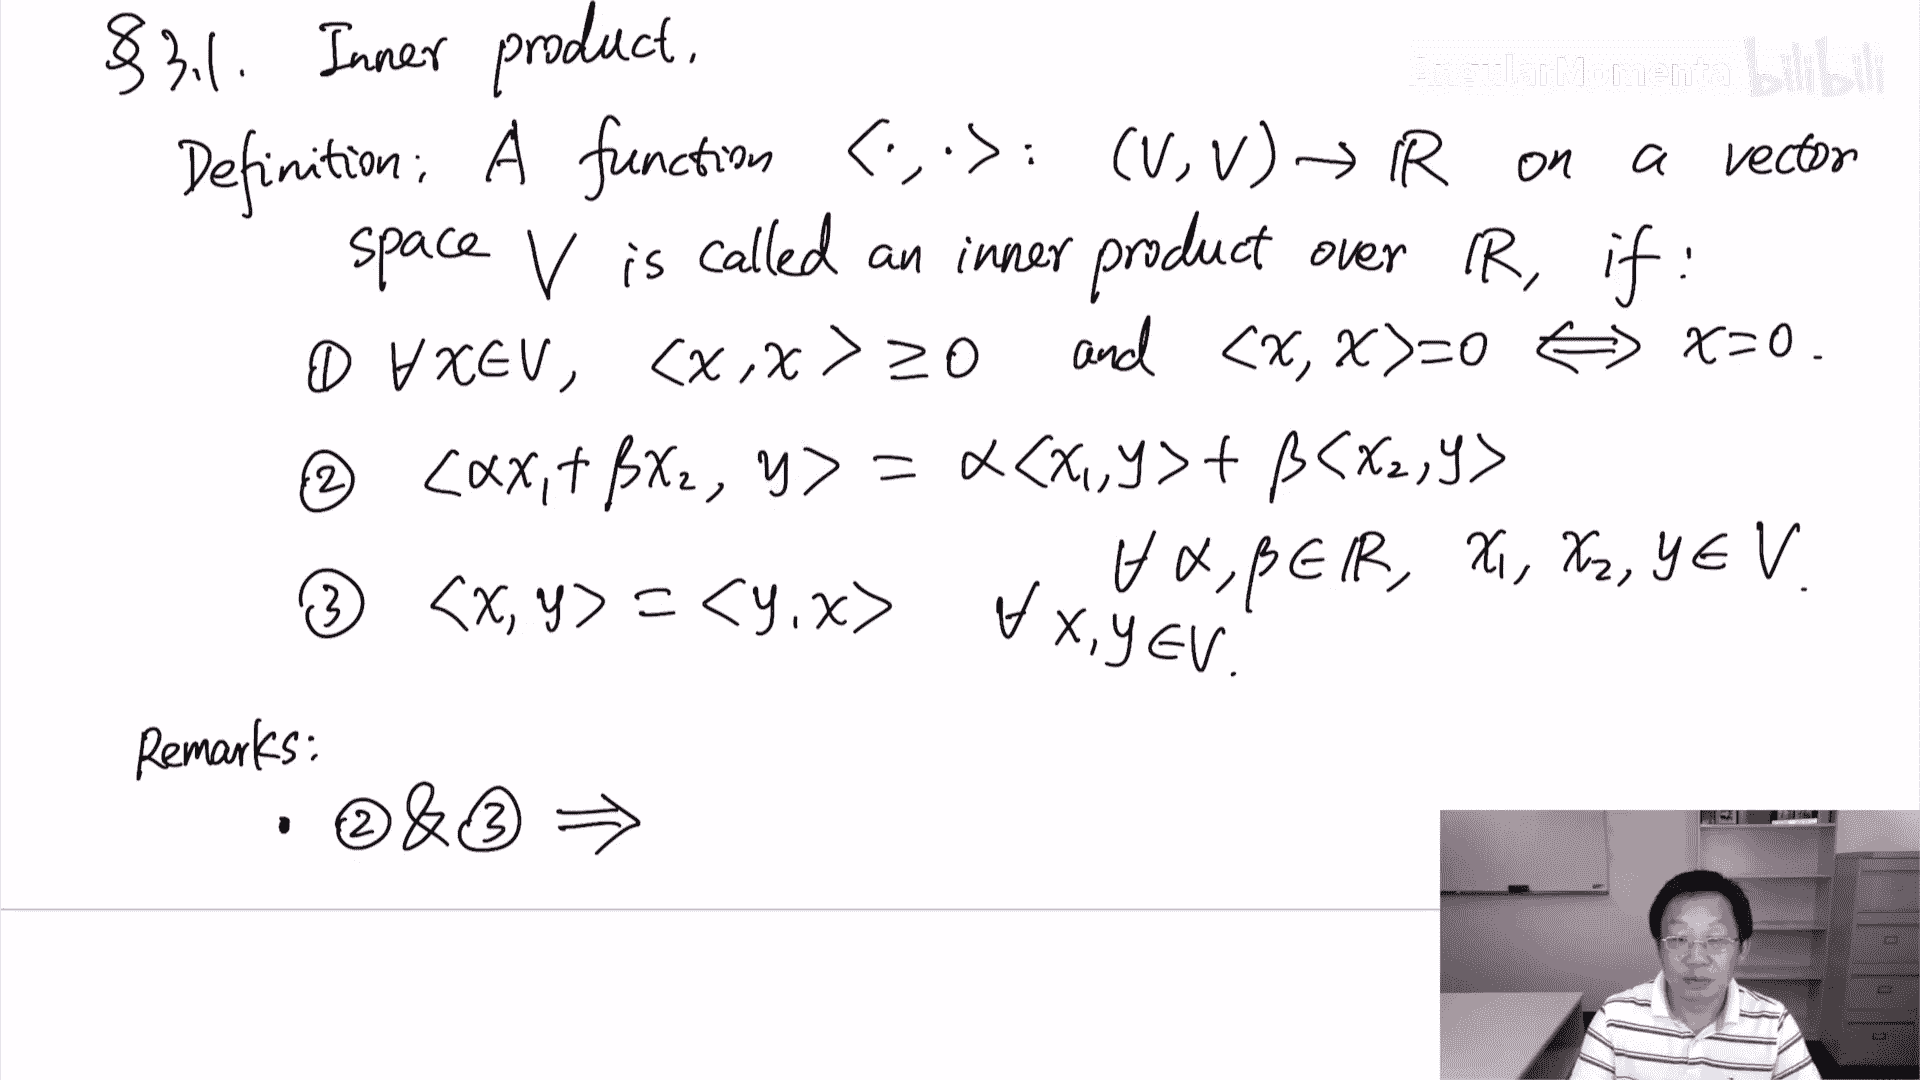 AngularMomenta bilibili
§3.1. Inner product.
Definition: A function <·,·>: (V, V) → ℝ on a vector
space V is called an inner product over ℝ, if:
① ∀x∈V, <x, x> ≥ 0 and <x, x>=0 ⟺ x=0.
② <αx₁+βx₂, y> = α<x₁,y>+ β<x₂,y>
∀ α,β∈ℝ, x₁, x₂, y∈V.
③ <x,y> = <y.x> ∀ x,y∈V.
Remarks:
· ②&③ ⟹